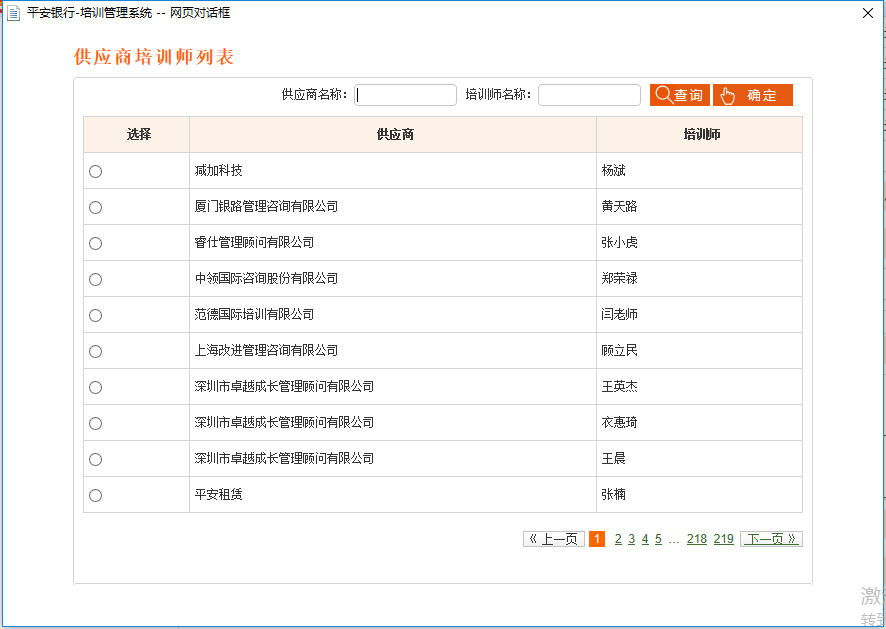 平安银行-培训管理系统 -- 网页对话框
供应商培训师列表
供应商名称: 培训师名称: 查询 确定
选择 供应商 培训师
减加科技 杨斌
厦门银路管理咨询有限公司 黄天路
睿仕管理顾问有限公司 张小虎
中领国际咨询股份有限公司 郑荣禄
范德国际培训有限公司 闫老师
上海改进管理咨询有限公司 顾立民
深圳市卓越成长管理顾问有限公司 王英杰
深圳市卓越成长管理顾问有限公司 衣惠琦
深圳市卓越成长管理顾问有限公司 王晨
平安租赁 张楠
《 上一页 1 2 3 4 5 ... 218 219 下一页 》
激
转到